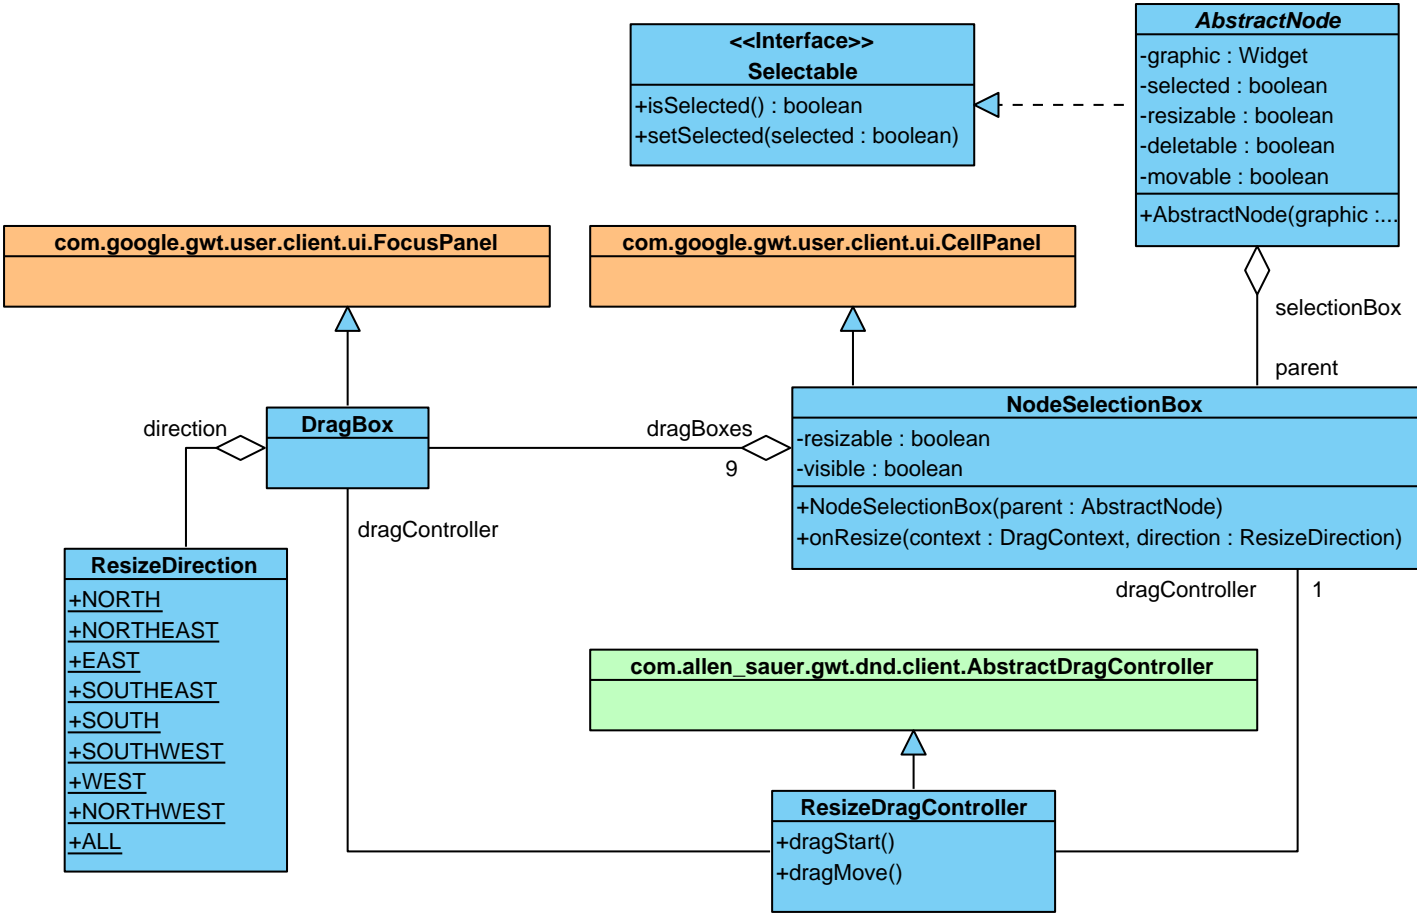 <<Interface>>
Selectable
+isSelected() : boolean
+setSelected(selected : boolean)
AbstractNode
-graphic : Widget
-selected : boolean
-resizable : boolean
-deletable : boolean
-movable : boolean
+AbstractNode(graphic :...
com.google.gwt.user.client.ui.FocusPanel
com.google.gwt.user.client.ui.CellPanel
selectionBox
parent
direction
DragBox
dragBoxes
9
NodeSelectionBox
-resizable : boolean
-visible : boolean
+NodeSelectionBox(parent : AbstractNode)
+onResize(context : DragContext, direction : ResizeDirection)
dragController
dragController
1
ResizeDirection
+NORTH
+NORTHEAST
+EAST
+SOUTHEAST
+SOUTH
+SOUTHWEST
+WEST
+NORTHWEST
+ALL
com.allen_sauer.gwt.dnd.client.AbstractDragController
ResizeDragController
+dragStart()
+dragMove()